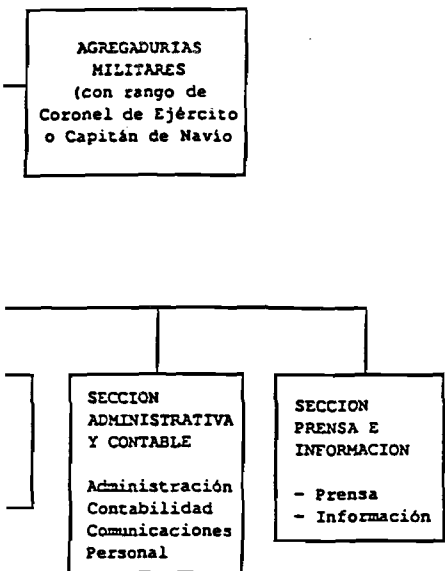 AGREGADURIAS
MILITARES
(con rango de
Coronel de Ejército
o Capitán de Navío
SECCION
ADMINISTRATIVA
Y CONTABLE
Administración
Contabilidad
Comunicaciones
Personal
SECCION
PRENSA E
INFORMACION
- Prensa
- Información